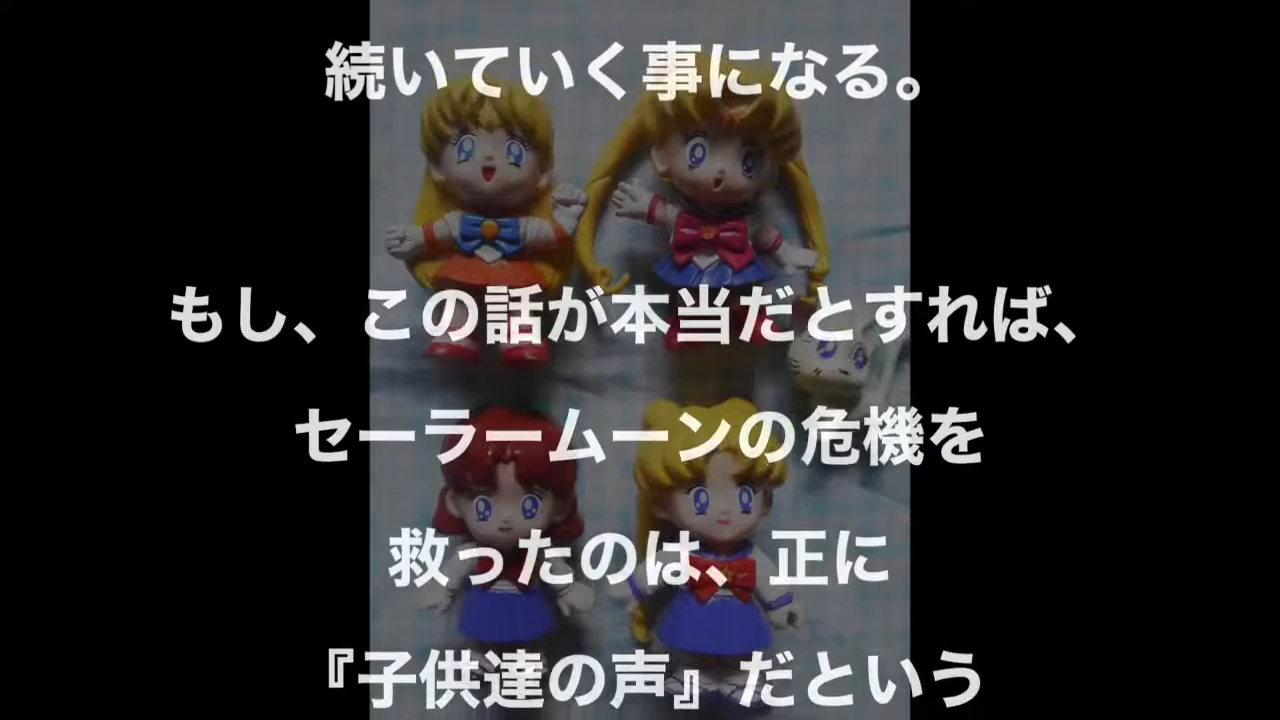 続いていく事になる。
もし、この話が本当だとすれば、
セーラームーンの危機を
救ったのは、正に
『子供達の声』だという